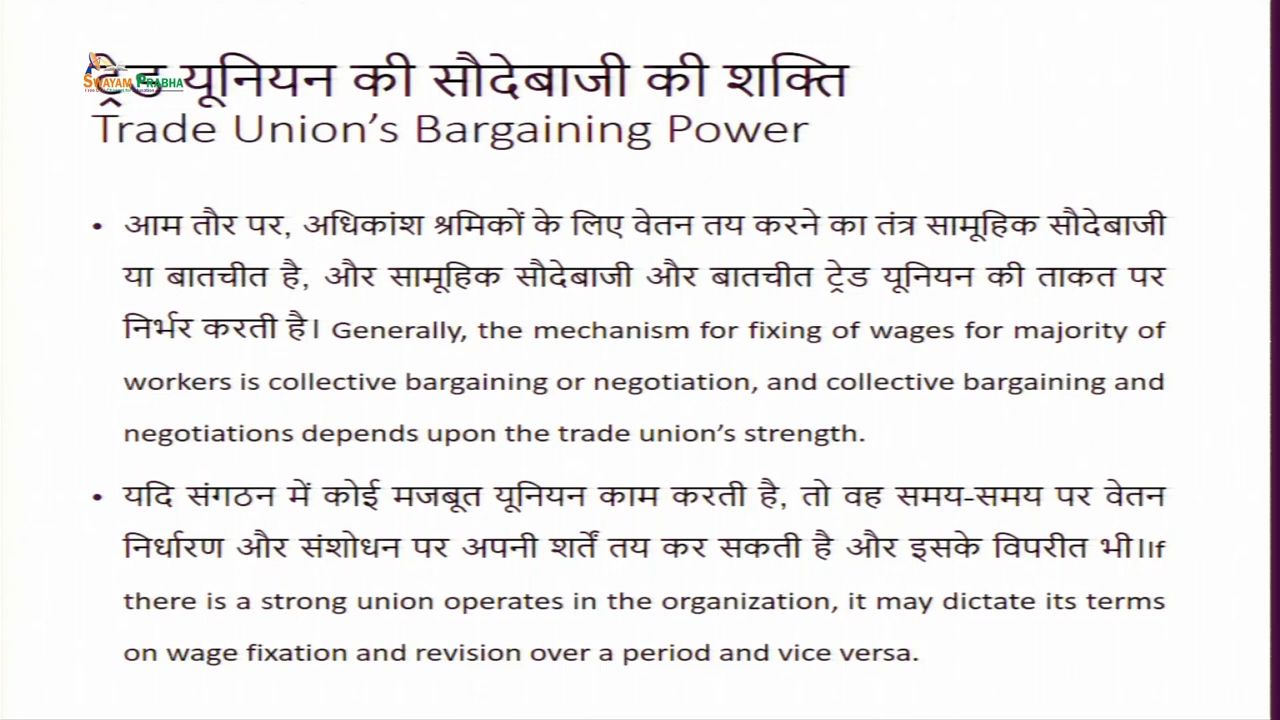 ट्रेड यूनियन की सौदेबाजी की शक्ति
SWAYAM PRABHA
Trade Union's Bargaining Power
• आम तौर पर, अधिकांश श्रमिकों के लिए वेतन तय करने का तंत्र सामूहिक सौदेबाजी
या बातचीत है, और सामूहिक सौदेबाजी और बातचीत ट्रेड यूनियन की ताकत पर
निर्भर करती है। Generally, the mechanism for fixing of wages for majority of
workers is collective bargaining or negotiation, and collective bargaining and
negotiations depends upon the trade union's strength.
• यदि संगठन में कोई मजबूत यूनियन काम करती है, तो वह समय-समय पर वेतन
निर्धारण और संशोधन पर अपनी शर्तें तय कर सकती है और इसके विपरीत भी।If
there is a strong union operates in the organization, it may dictate its terms
on wage fixation and revision over a period and vice versa.